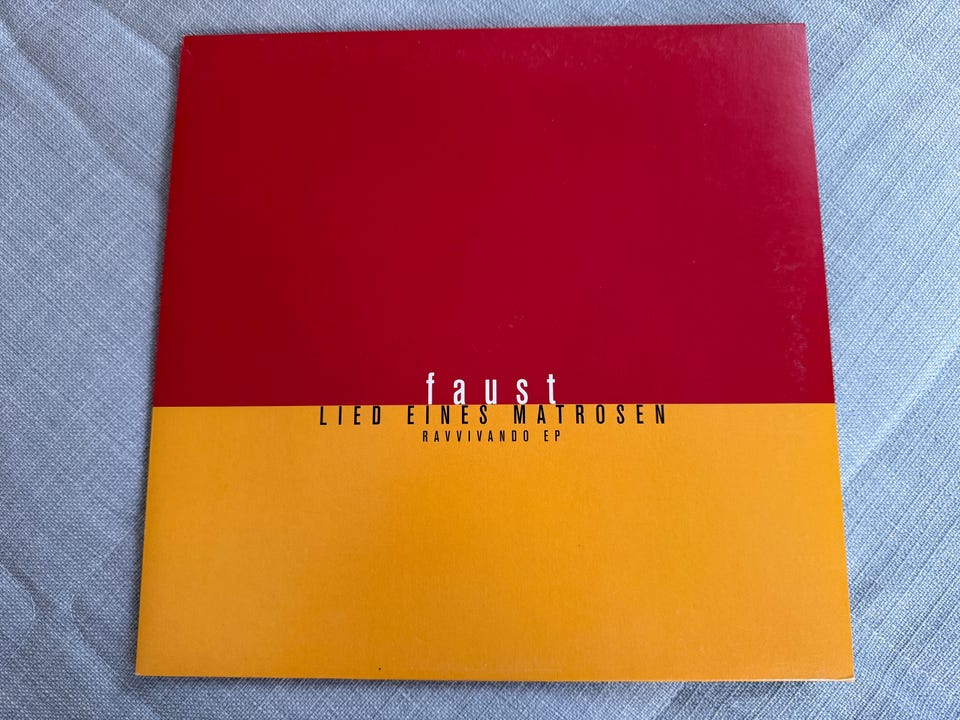 faust
LIED EINES MATROSEN
RAVVIVANDO EP